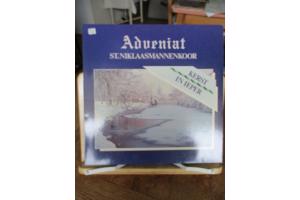 Adveniat
ST.NIKLAASMANNENKOOR
KERST
IN IEPER